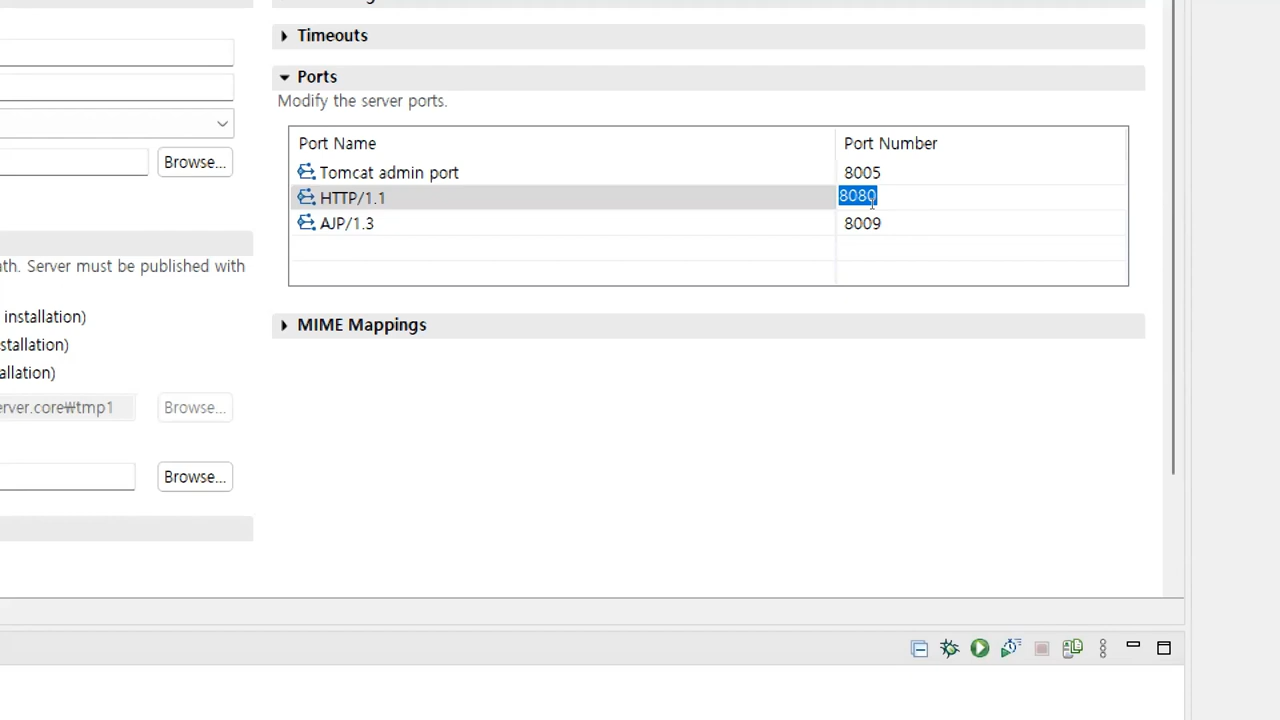 Timeouts
Ports
Modify the server ports.
Port Name Port Number
Tomcat admin port 8005
HTTP/1.1 8080
AJP/1.3 8009
MIME Mappings
Browse...
ath. Server must be published with
installation)
stallation)
allation)
erver.core₩tmp1 Browse...
Browse...